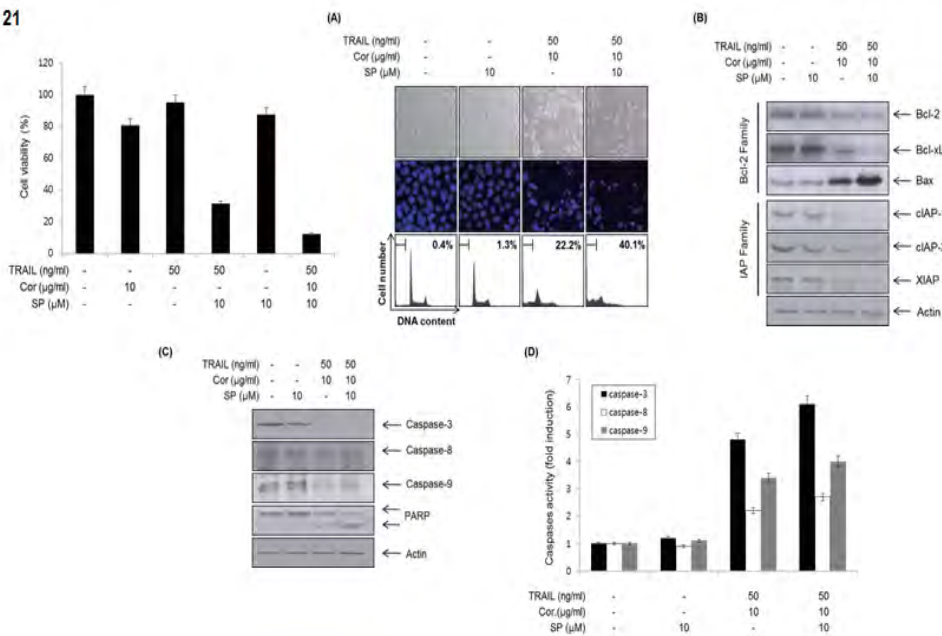 21
120
100
80
60
40
20
0
Cell viability (%)
TRAIL (ng/ml) - - 50 50 - 50
Cor (μg/ml) - 10 - - - 10
SP (μM) - - - 10 10 10
(A)
TRAIL (ng/ml) - - 50 50
Cor (μg/ml) - - 10 10
SP (μM) - 10 - 10
0.4% 1.3% 22.2% 40.1%
Cell number
DNA content
(B)
TRAIL (ng/ml) - - 50 50
Cor (μg/ml) - - 10 10
SP (μM) - 10 - 10
Bcl-2 Family
Bcl-2
Bcl-xL
Bax
IAP Family
cIAP-
cIAP-
XIAP
Actin
(C)
TRAIL (ng/ml) - - 50 50
Cor (μg/ml) - - 10 10
SP (μM) - 10 - 10
Caspase-3
Caspase-8
Caspase-9
PARP
Actin
(D)
7
6
5
4
3
2
1
0
Caspases activity (fold induction)
caspase-3
caspase-8
caspase-9
TRAIL (ng/ml) - - 50 50
Cor.(μg/ml) - - 10 10
SP (μM) - 10 - 10